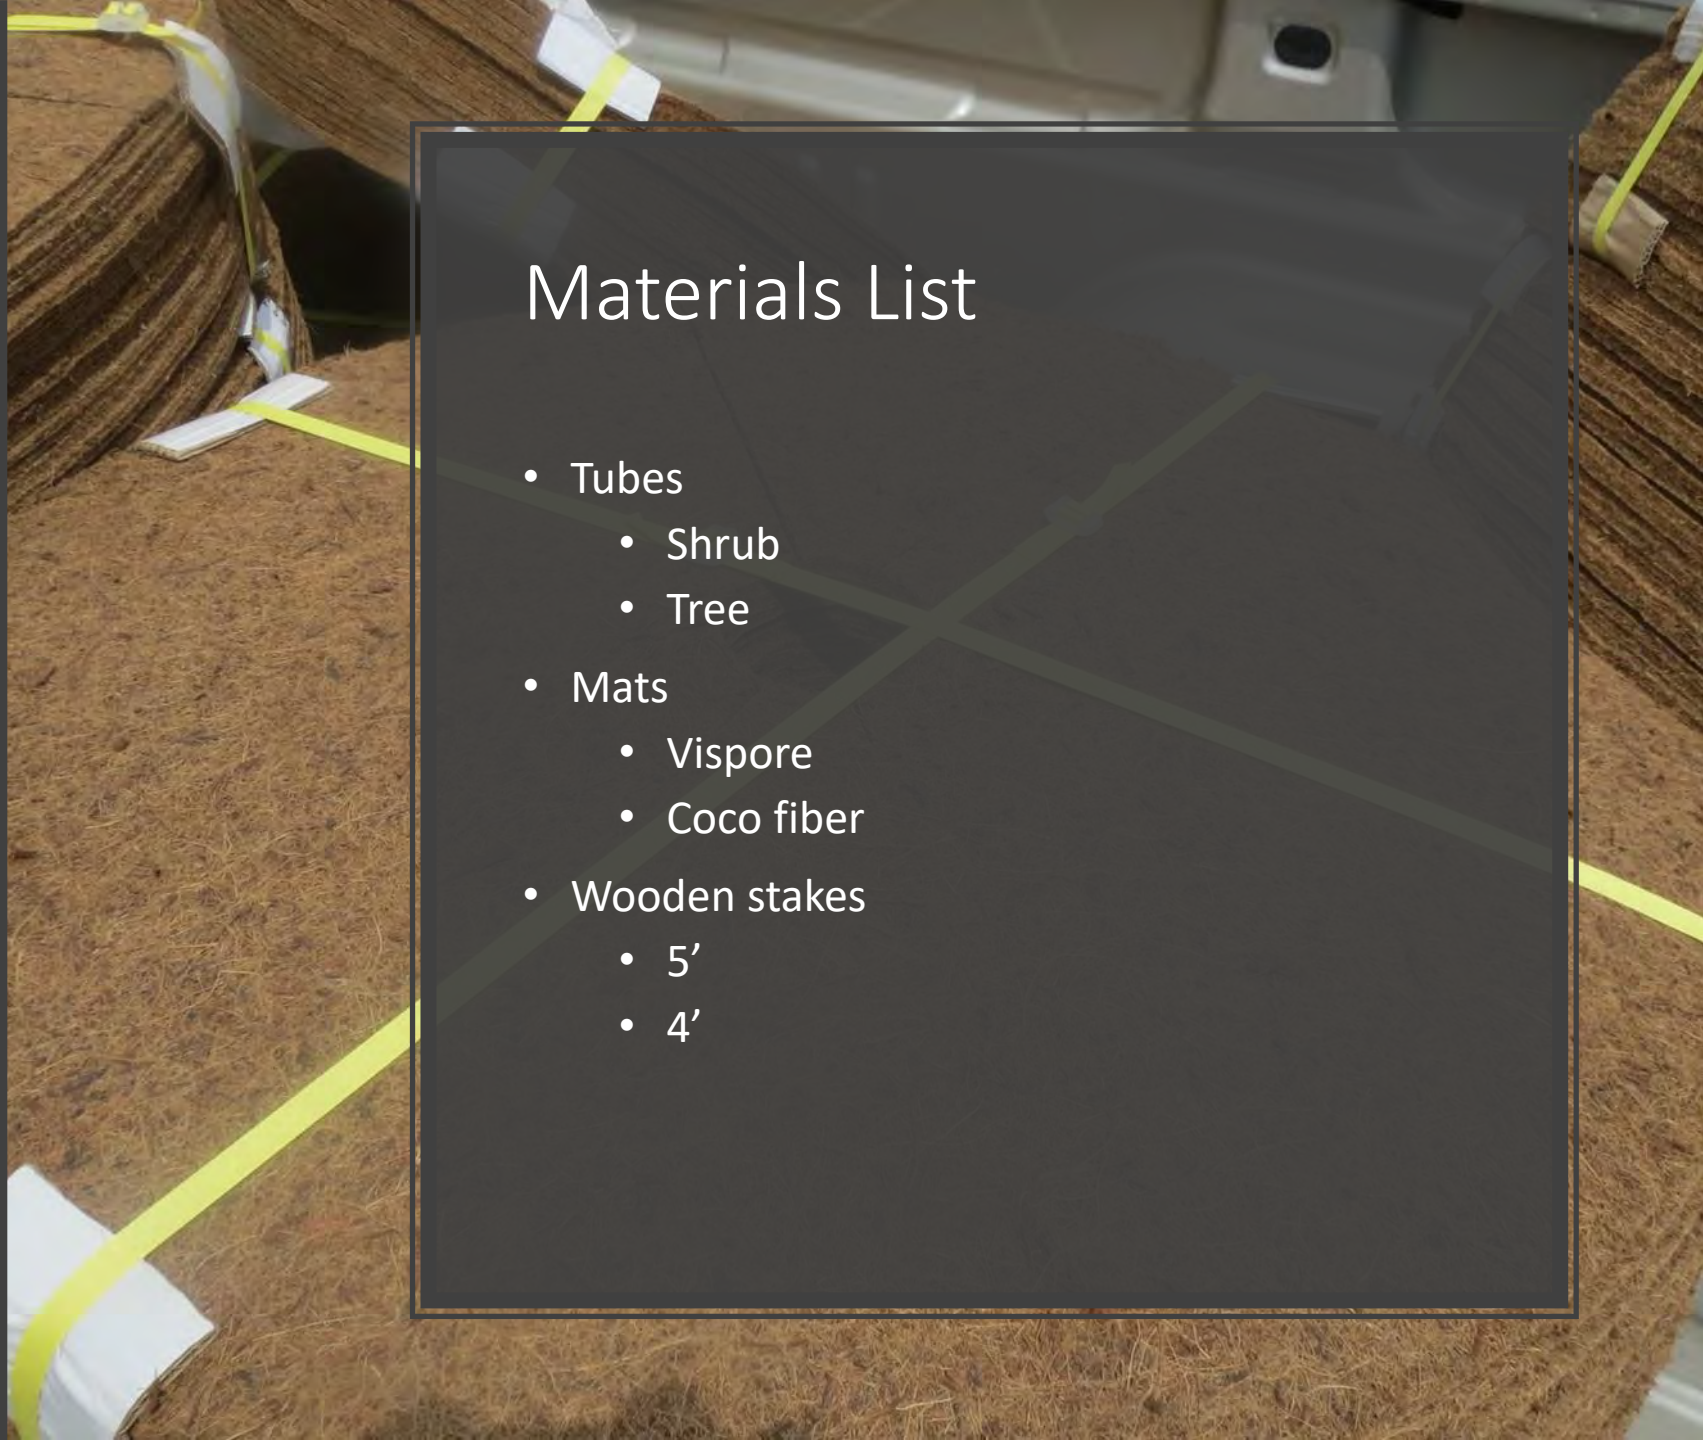 Materials List
• Tubes
• Shrub
• Tree
• Mats
• Vispore
• Coco fiber
• Wooden stakes
• 5’
• 4’